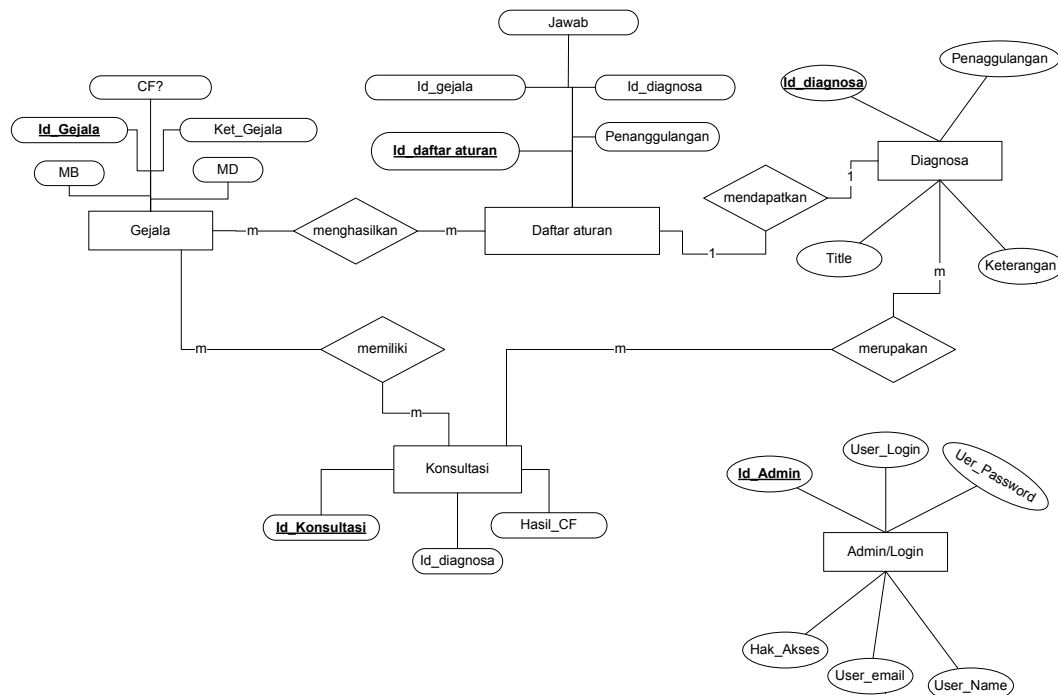 Jawab
CF?
Id_gejala
Id_diagnosa
Id_Gejala
Ket_Gejala
Id_daftar aturan
Penanggulangan
MB
MD
Gejala
m
menghasilkan
m
Daftar aturan
1
mendapatkan
1
Id_diagnosa
Penaggulangan
Diagnosa
Title
Keterangan
m
m
memiliki
m
m
merupakan
Konsultasi
Id_Konsultasi
Id_diagnosa
Hasil_CF
Id_Admin
User_Login
Uer_Password
Admin/Login
Hak_Akses
User_email
User_Name